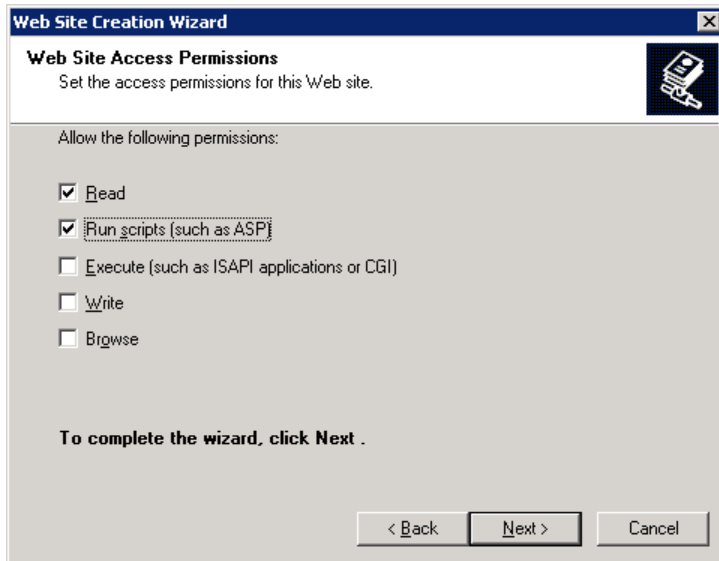 Web Site Creation Wizard
Web Site Access Permissions
Set the access permissions for this Web site.
Allow the following permissions:
Read
Run scripts (such as ASP)
Execute (such as ISAPI applications or CGI)
Write
Browse
To complete the wizard, click Next .
< Back Next > Cancel